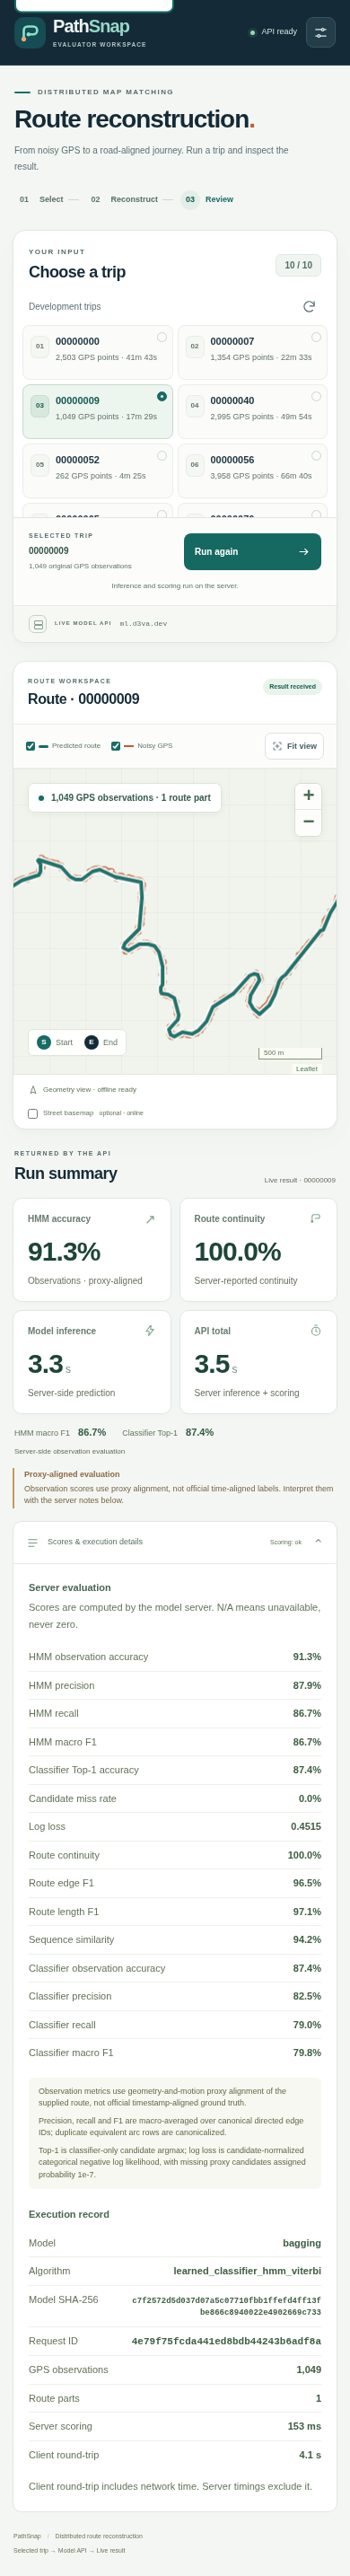 PathSnap
EVALUATOR WORKSPACE
API ready
DISTRIBUTED MAP MATCHING
Route reconstruction.
From noisy GPS to a road-aligned journey. Run a trip and inspect the
result.
01 Select 02 Reconstruct 03 Review
YOUR INPUT
Choose a trip
10 / 10
Development trips
01 00000000
2,503 GPS points · 41m 43s
02 00000007
1,354 GPS points · 22m 33s
03 00000009
1,049 GPS points · 17m 29s
04 00000040
2,995 GPS points · 49m 54s
05 00000052
262 GPS points · 4m 25s
06 00000056
3,958 GPS points · 66m 40s
SELECTED TRIP
00000009
1,049 original GPS observations
Run again →
Inference and scoring run on the server.
LIVE MODEL API ml.d3va.dev
ROUTE WORKSPACE
Route · 00000009
Result received
Predicted route
Noisy GPS
Fit view
1,049 GPS observations · 1 route part
+
−
S Start E End
500 m
Leaflet
Geometry view · offline ready
Street basemap optional · online
RETURNED BY THE API
Run summary
Live result · 00000009
HMM accuracy ↗
91.3%
Observations · proxy-aligned
Route continuity
100.0%
Server-reported continuity
Model inference
3.3 s
Server-side prediction
API total
3.5 s
Server inference + scoring
HMM macro F1 86.7% Classifier Top-1 87.4%
Server-side observation evaluation
Proxy-aligned evaluation
Observation scores use proxy alignment, not official time-aligned labels. Interpret them
with the server notes below.
Scores & execution details
Scoring: ok
Server evaluation
Scores are computed by the model server. N/A means unavailable,
never zero.
HMM observation accuracy 91.3%
HMM precision 87.9%
HMM recall 86.7%
HMM macro F1 86.7%
Classifier Top-1 accuracy 87.4%
Candidate miss rate 0.0%
Log loss 0.4515
Route continuity 100.0%
Route edge F1 96.5%
Route length F1 97.1%
Sequence similarity 94.2%
Classifier observation accuracy 87.4%
Classifier precision 82.5%
Classifier recall 79.0%
Classifier macro F1 79.8%
Observation metrics use geometry-and-motion proxy alignment of the
supplied route, not official timestamp-aligned ground truth.
Precision, recall and F1 are macro-averaged over canonical directed edge
IDs; duplicate equivalent arc rows are canonicalized.
Top-1 is classifier-only candidate argmax; log loss is candidate-normalized
categorical negative log likelihood, with missing proxy candidates assigned
probability 1e-7.
Execution record
Model bagging
Algorithm learned_classifier_hmm_viterbi
Model SHA-256 c7f2572d5d037d07a5c07710fbb1ffefd4ff13f
be866c8940022e4902669c733
Request ID 4e79f75fcda441ed8bdb44243b6adf8a
GPS observations 1,049
Route parts 1
Server scoring 153 ms
Client round-trip 4.1 s
Client round-trip includes network time. Server timings exclude it.
PathSnap / Distributed route reconstruction
Selected trip → Model API → Live result